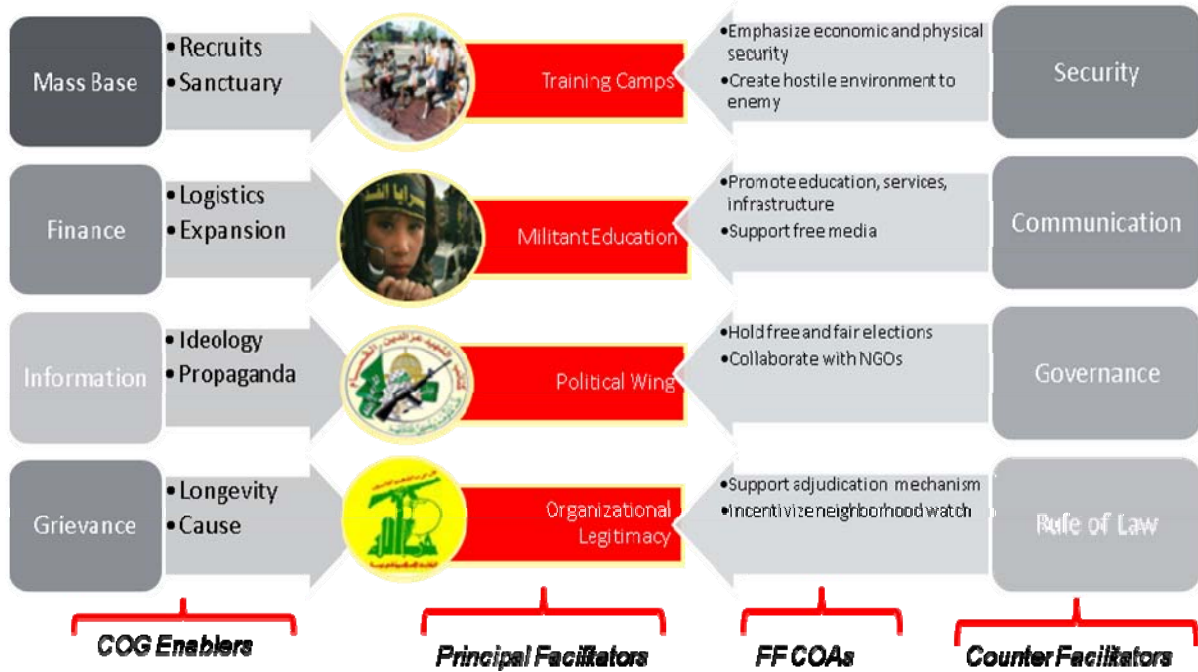 Mass Base
• Recruits
• Sanctuary
Training Camps
•Emphasize economic and physical
security
•Create hostile environment to
enemy
Security
Finance
• Logistics
• Expansion
Militant Education
•Promote education, services,
infrastructure
•Support free media
Communication
Information
• Ideology
• Propaganda
Political Wing
•Hold free and fair elections
•Collaborate with NGOs
Governance
Grievance
• Longevity
• Cause
Organizational
Legitimacy
•Support adjudication mechanism
•Incentivize neighborhood watch
Rule of Law
COG Enablers
Principal Facilitators
FF COAs
Counter Facilitators